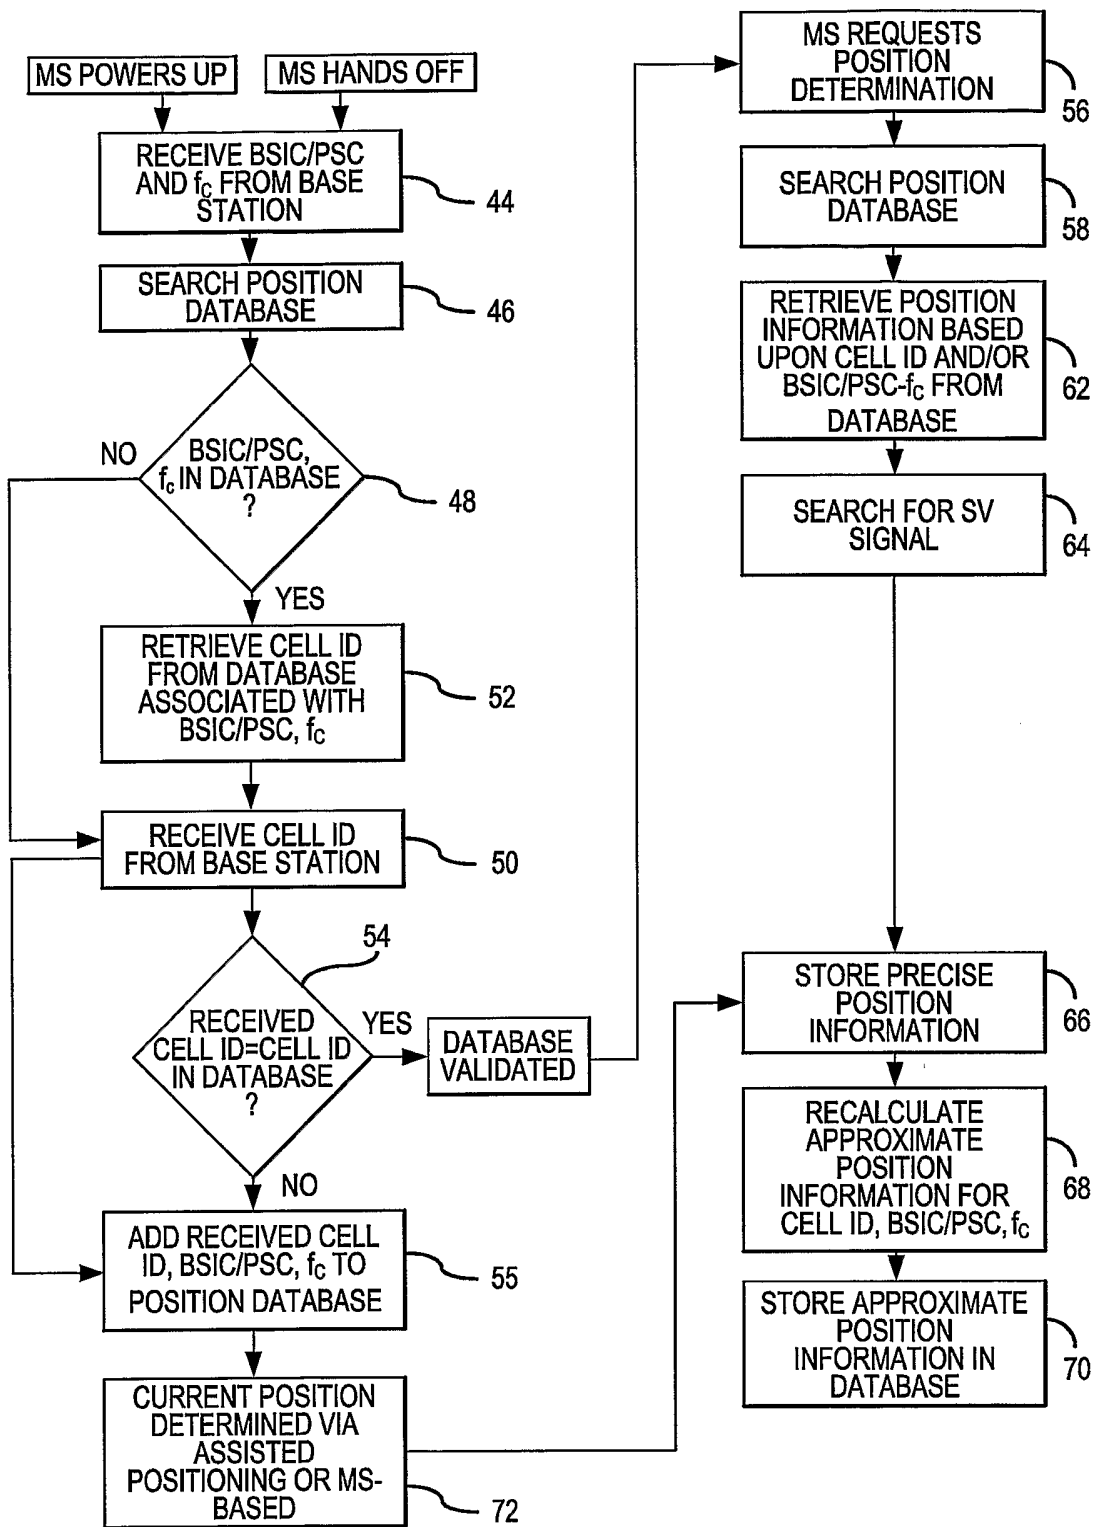 MS POWERS UP
MS HANDS OFF
RECEIVE BSIC/PSC
AND fC FROM BASE
STATION
44
SEARCH POSITION
DATABASE
46
NO
BSIC/PSC,
fC IN DATABASE
?
48
YES
RETRIEVE CELL ID
FROM DATABASE
ASSOCIATED WITH
BSIC/PSC, fC
52
RECEIVE CELL ID
FROM BASE STATION
50
54
RECEIVED
CELL ID=CELL ID
IN DATABASE
?
YES
DATABASE
VALIDATED
NO
ADD RECEIVED CELL
ID, BSIC/PSC, fC TO
POSITION DATABASE
55
CURRENT POSITION
DETERMINED VIA
ASSISTED
POSITIONING OR MS-
BASED
72
MS REQUESTS
POSITION
DETERMINATION
56
SEARCH POSITION
DATABASE
58
RETRIEVE POSITION
INFORMATION BASED
UPON CELL ID AND/OR
BSIC/PSC-fC FROM
DATABASE
62
SEARCH FOR SV
SIGNAL
64
STORE PRECISE
POSITION
INFORMATION
66
RECALCULATE
APPROXIMATE
POSITION
INFORMATION FOR
CELL ID, BSIC/PSC, fC
68
STORE APPROXIMATE
POSITION
INFORMATION IN
DATABASE
70